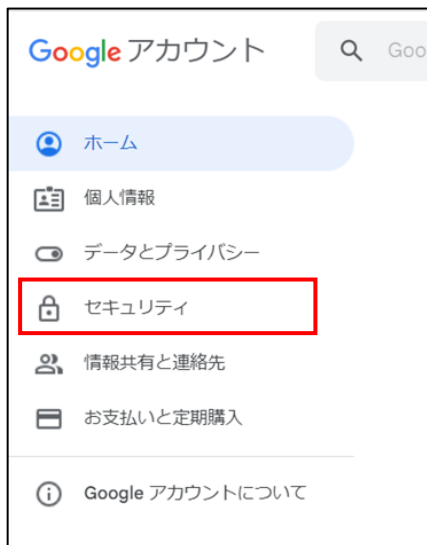 Google アカウント
Goo
ホーム
個人情報
データとプライバシー
セキュリティ
情報共有と連絡先
お支払いと定期購入
Google アカウントについて